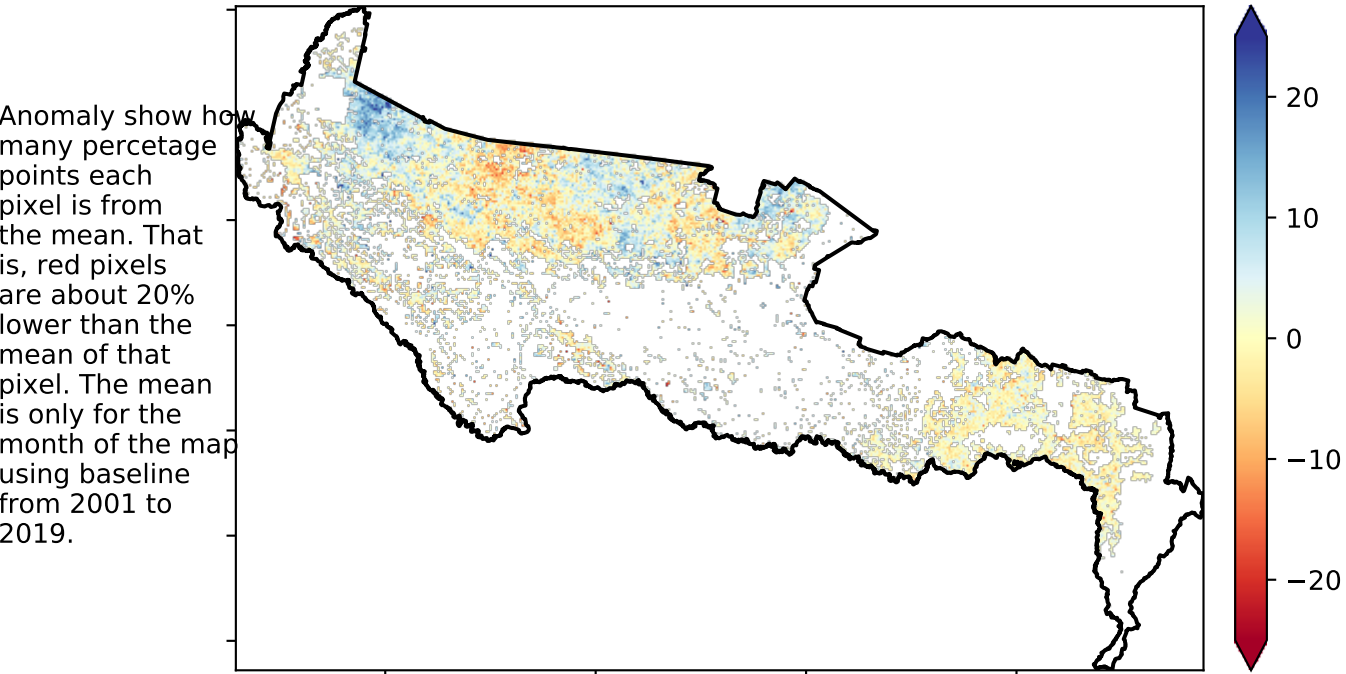 Anomaly show how
many percetage
points each
pixel is from
the mean. That
is, red pixels
are about 20%
lower than the
mean of that
pixel. The mean
is only for the
month of the map
using baseline
from 2001 to
2019.
20
10
0
−10
−20